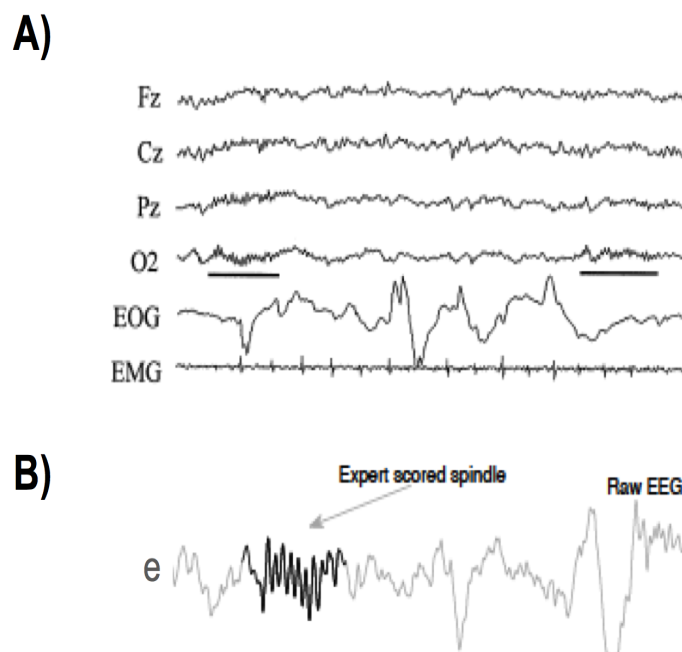 A)
Fz
Cz
Pz
O2
EOG
EMG
B)
Expert scored spindle
Raw EEG
e